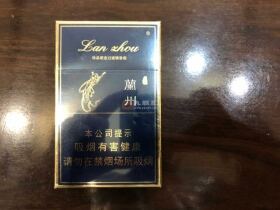 Lan zhou
蘭州
本公司提示
吸烟有害健康
请勿在禁烟场所吸烟